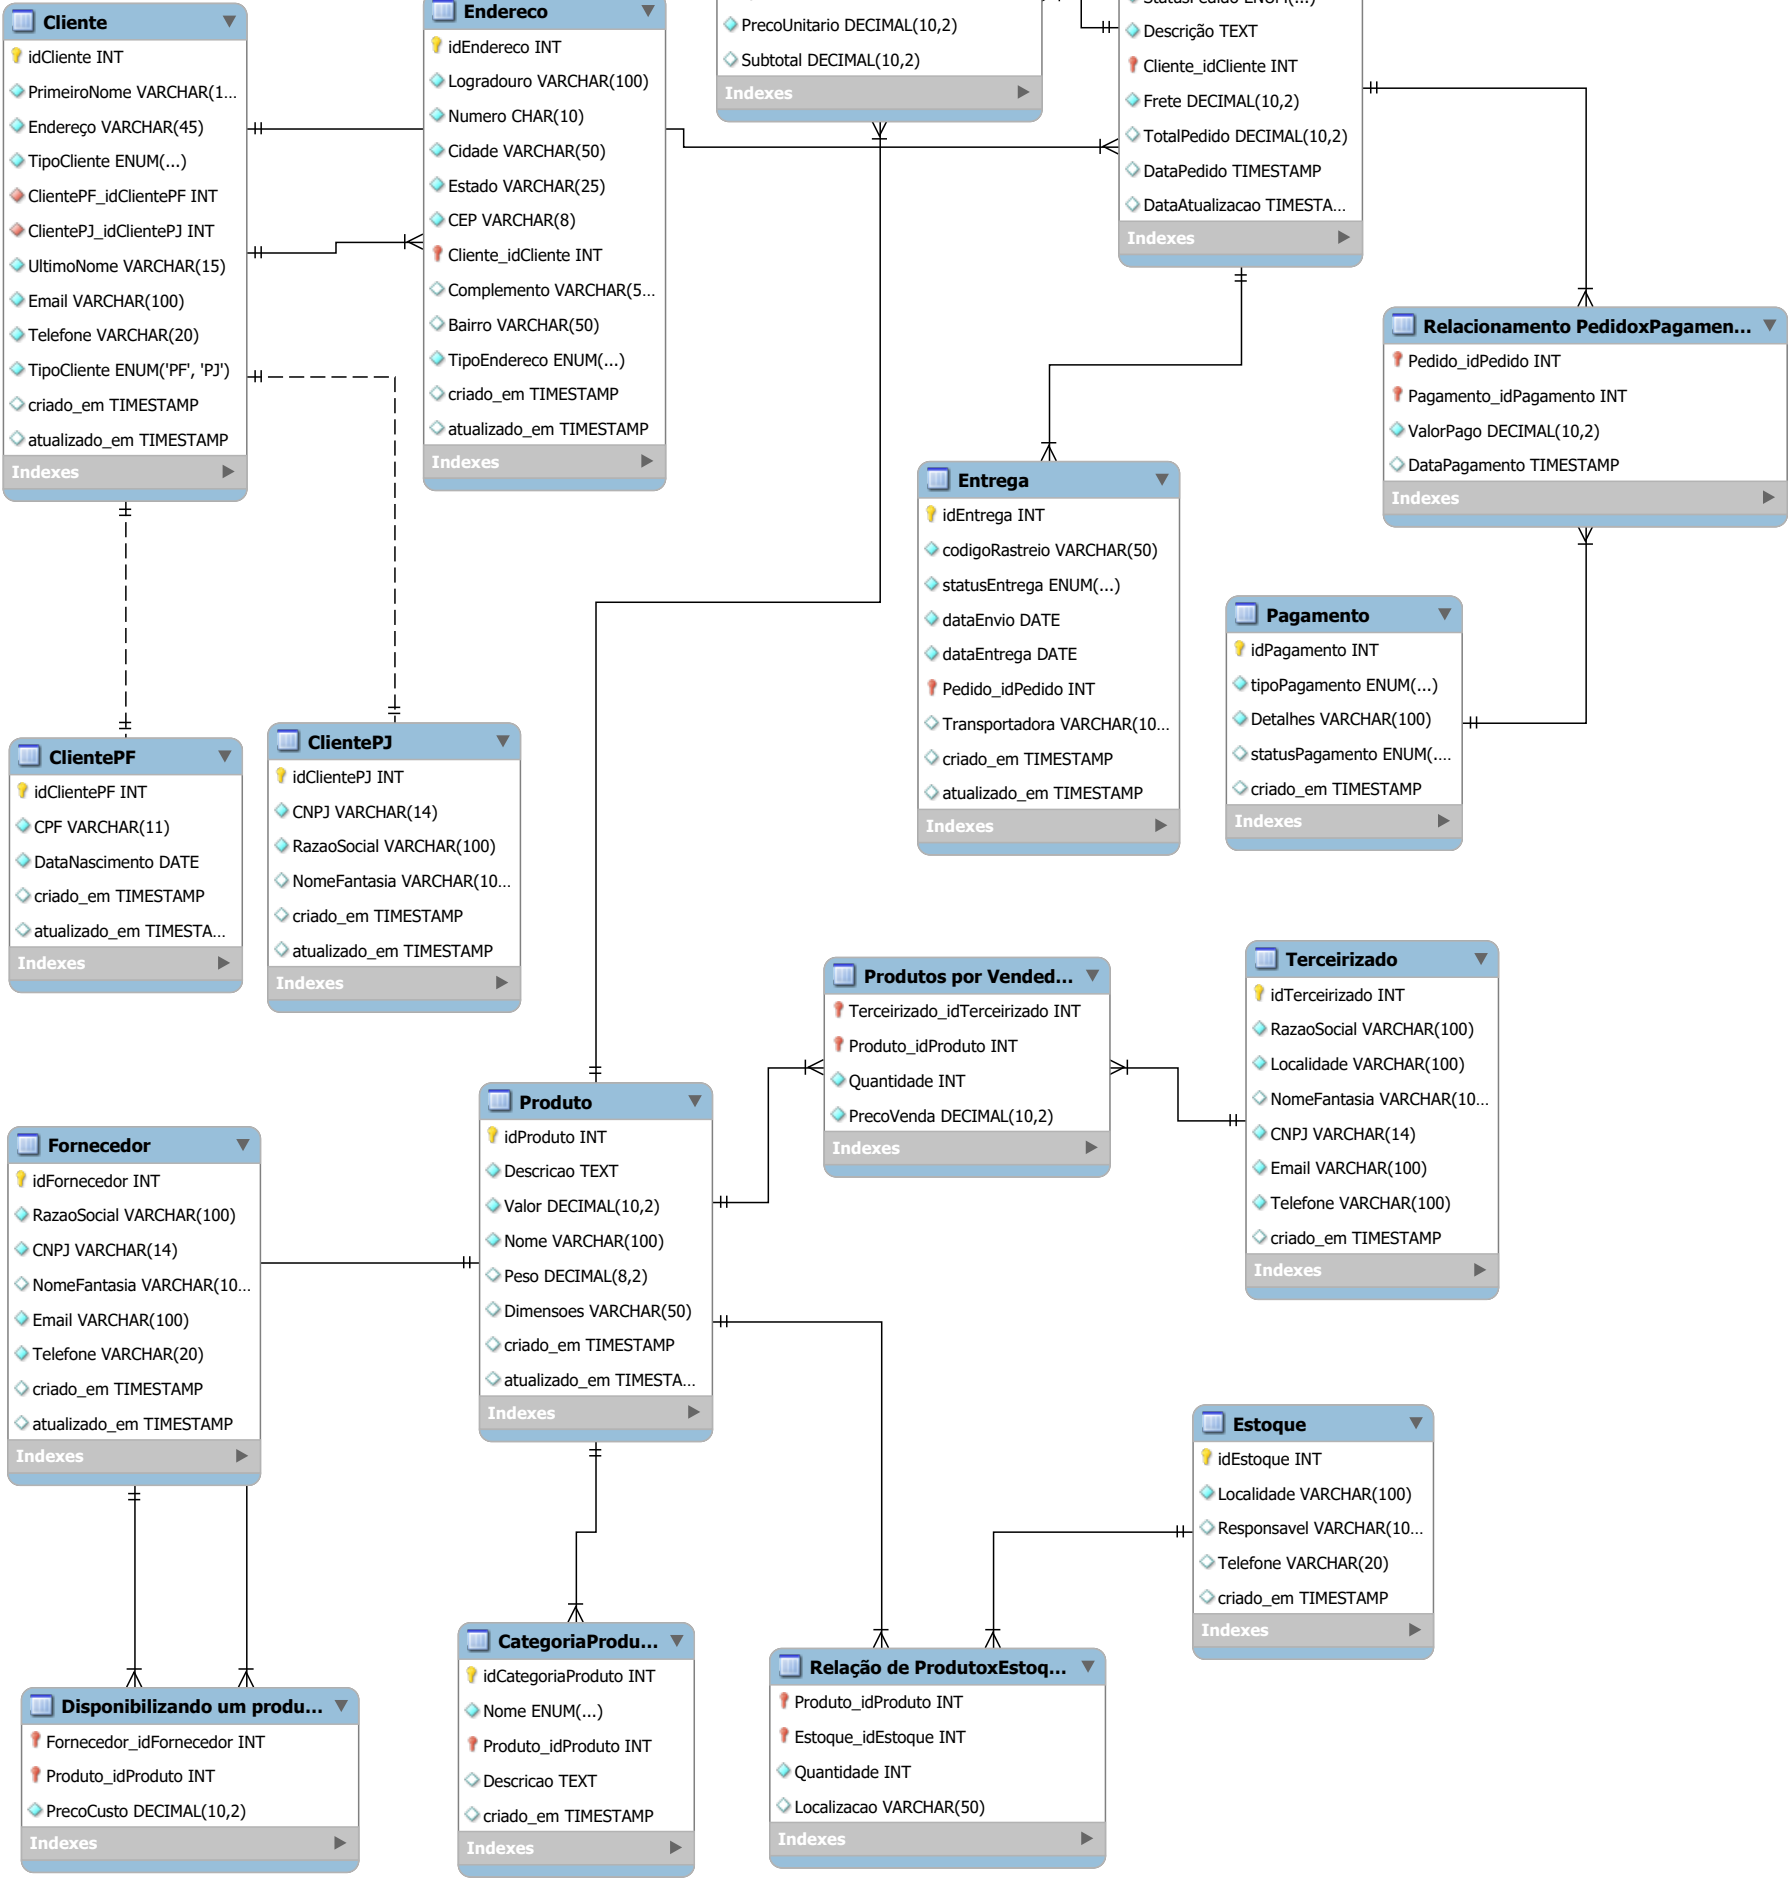 Cliente
idCliente INT
PrimeiroNome VARCHAR(1...
Endereço VARCHAR(45)
TipoCliente ENUM(...)
ClientePF_idClientePF INT
ClientePJ_idClientePJ INT
UltimoNome VARCHAR(15)
Email VARCHAR(100)
Telefone VARCHAR(20)
TipoCliente ENUM('PF', 'PJ')
criado_em TIMESTAMP
atualizado_em TIMESTAMP
Indexes
Endereco
idEndereco INT
Logradouro VARCHAR(100)
Numero CHAR(10)
Cidade VARCHAR(50)
Estado VARCHAR(25)
CEP VARCHAR(8)
Cliente_idCliente INT
Complemento VARCHAR(5...
Bairro VARCHAR(50)
TipoEndereco ENUM(...)
criado_em TIMESTAMP
atualizado_em TIMESTAMP
Indexes
PrecoUnitario DECIMAL(10,2)
Subtotal DECIMAL(10,2)
Indexes
StatusPedido ENUM(...)
Descrição TEXT
Cliente_idCliente INT
Frete DECIMAL(10,2)
TotalPedido DECIMAL(10,2)
DataPedido TIMESTAMP
DataAtualizacao TIMESTA...
Indexes
Relacionamento PedidoxPagamen...
Pedido_idPedido INT
Pagamento_idPagamento INT
ValorPago DECIMAL(10,2)
DataPagamento TIMESTAMP
Indexes
Entrega
idEntrega INT
codigoRastreio VARCHAR(50)
statusEntrega ENUM(...)
dataEnvio DATE
dataEntrega DATE
Pedido_idPedido INT
Transportadora VARCHAR(10...
criado_em TIMESTAMP
atualizado_em TIMESTAMP
Indexes
Pagamento
idPagamento INT
tipoPagamento ENUM(...)
Detalhes VARCHAR(100)
statusPagamento ENUM(....
criado_em TIMESTAMP
Indexes
ClientePF
idClientePF INT
CPF VARCHAR(11)
DataNascimento DATE
criado_em TIMESTAMP
atualizado_em TIMESTA...
Indexes
ClientePJ
idClientePJ INT
CNPJ VARCHAR(14)
RazaoSocial VARCHAR(100)
NomeFantasia VARCHAR(10...
criado_em TIMESTAMP
atualizado_em TIMESTAMP
Indexes
Produtos por Vended...
Terceirizado_idTerceirizado INT
Produto_idProduto INT
Quantidade INT
PrecoVenda DECIMAL(10,2)
Indexes
Terceirizado
idTerceirizado INT
RazaoSocial VARCHAR(100)
Localidade VARCHAR(100)
NomeFantasia VARCHAR(10...
CNPJ VARCHAR(14)
Email VARCHAR(100)
Telefone VARCHAR(100)
criado_em TIMESTAMP
Indexes
Fornecedor
idFornecedor INT
RazaoSocial VARCHAR(100)
CNPJ VARCHAR(14)
NomeFantasia VARCHAR(10...
Email VARCHAR(100)
Telefone VARCHAR(20)
criado_em TIMESTAMP
atualizado_em TIMESTAMP
Indexes
Produto
idProduto INT
Descricao TEXT
Valor DECIMAL(10,2)
Nome VARCHAR(100)
Peso DECIMAL(8,2)
Dimensoes VARCHAR(50)
criado_em TIMESTAMP
atualizado_em TIMESTA...
Indexes
Estoque
idEstoque INT
Localidade VARCHAR(100)
Responsavel VARCHAR(10...
Telefone VARCHAR(20)
criado_em TIMESTAMP
Indexes
Disponibilizando um produ...
Fornecedor_idFornecedor INT
Produto_idProduto INT
PrecoCusto DECIMAL(10,2)
Indexes
CategoriaProdu...
idCategoriaProduto INT
Nome ENUM(...)
Produto_idProduto INT
Descricao TEXT
criado_em TIMESTAMP
Indexes
Relação de ProdutoxEstoq...
Produto_idProduto INT
Estoque_idEstoque INT
Quantidade INT
Localizacao VARCHAR(50)
Indexes